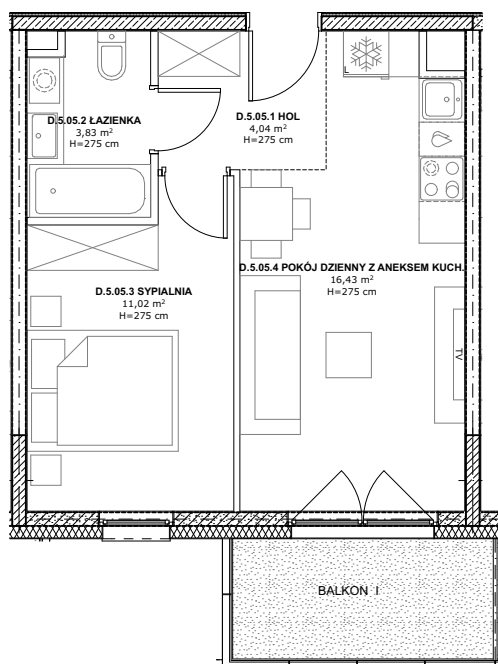 L
D.5.05.2 ŁAZIENKA
3,83 m²
H=275 cm
D.5.05.1 HOL
4,04 m²
H=275 cm
D.5.05.4 POKÓJ DZIENNY Z ANEKSEM KUCH.
16,43 m²
H=275 cm
D.5.05.3 SYPIALNIA
11,02 m²
H=275 cm
TV
BALKON I